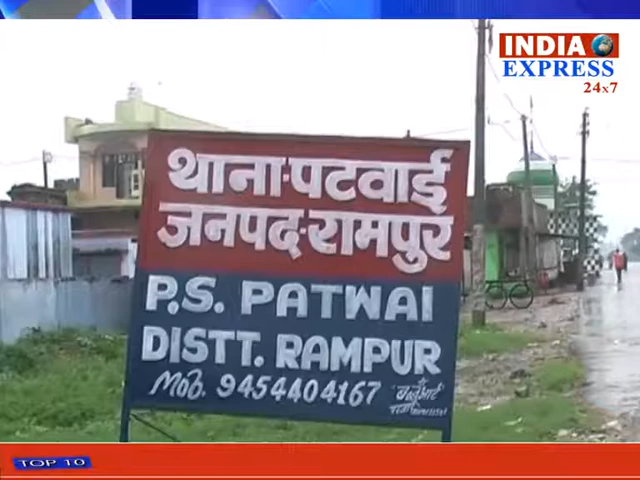 INDIA
EXPRESS
24x7
थाना-पटवाई
जनपद-रामपुर
P.S. PATWAI
DISTT. RAMPUR
Mob. 9454404167
TOP 10